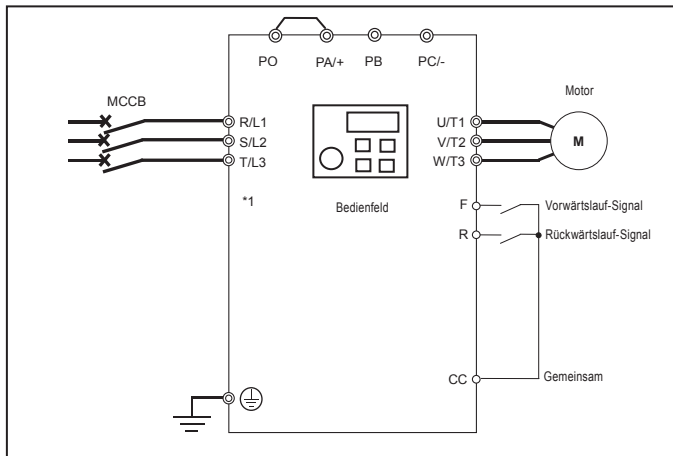 PO PA/+ PB PC/-
MCCB
Motor
R/L1
U/T1
S/L2
V/T2
M
T/L3
W/T3
*1
Bedienfeld
F
Vorwärtslauf-Signal
R
Rückwärtslauf-Signal
CC
Gemeinsam